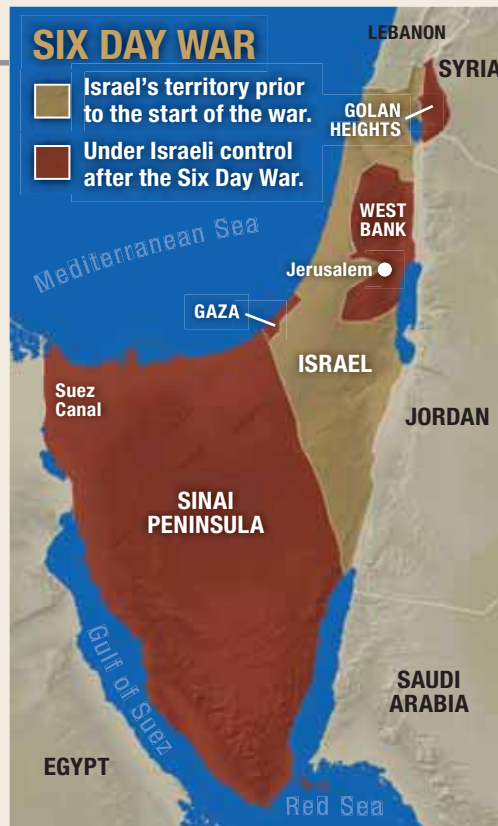 SIX DAY WAR
Israel's territory prior
to the start of the war.
Under Israeli control
after the Six Day War.
LEBANON
SYRIA
GOLAN
HEIGHTS
WEST
BANK
Mediterranean Sea
Jerusalem
GAZA
ISRAEL
Suez
Canal
JORDAN
SINAI
PENINSULA
Gulf of Suez
SAUDI
ARABIA
EGYPT
Red Sea